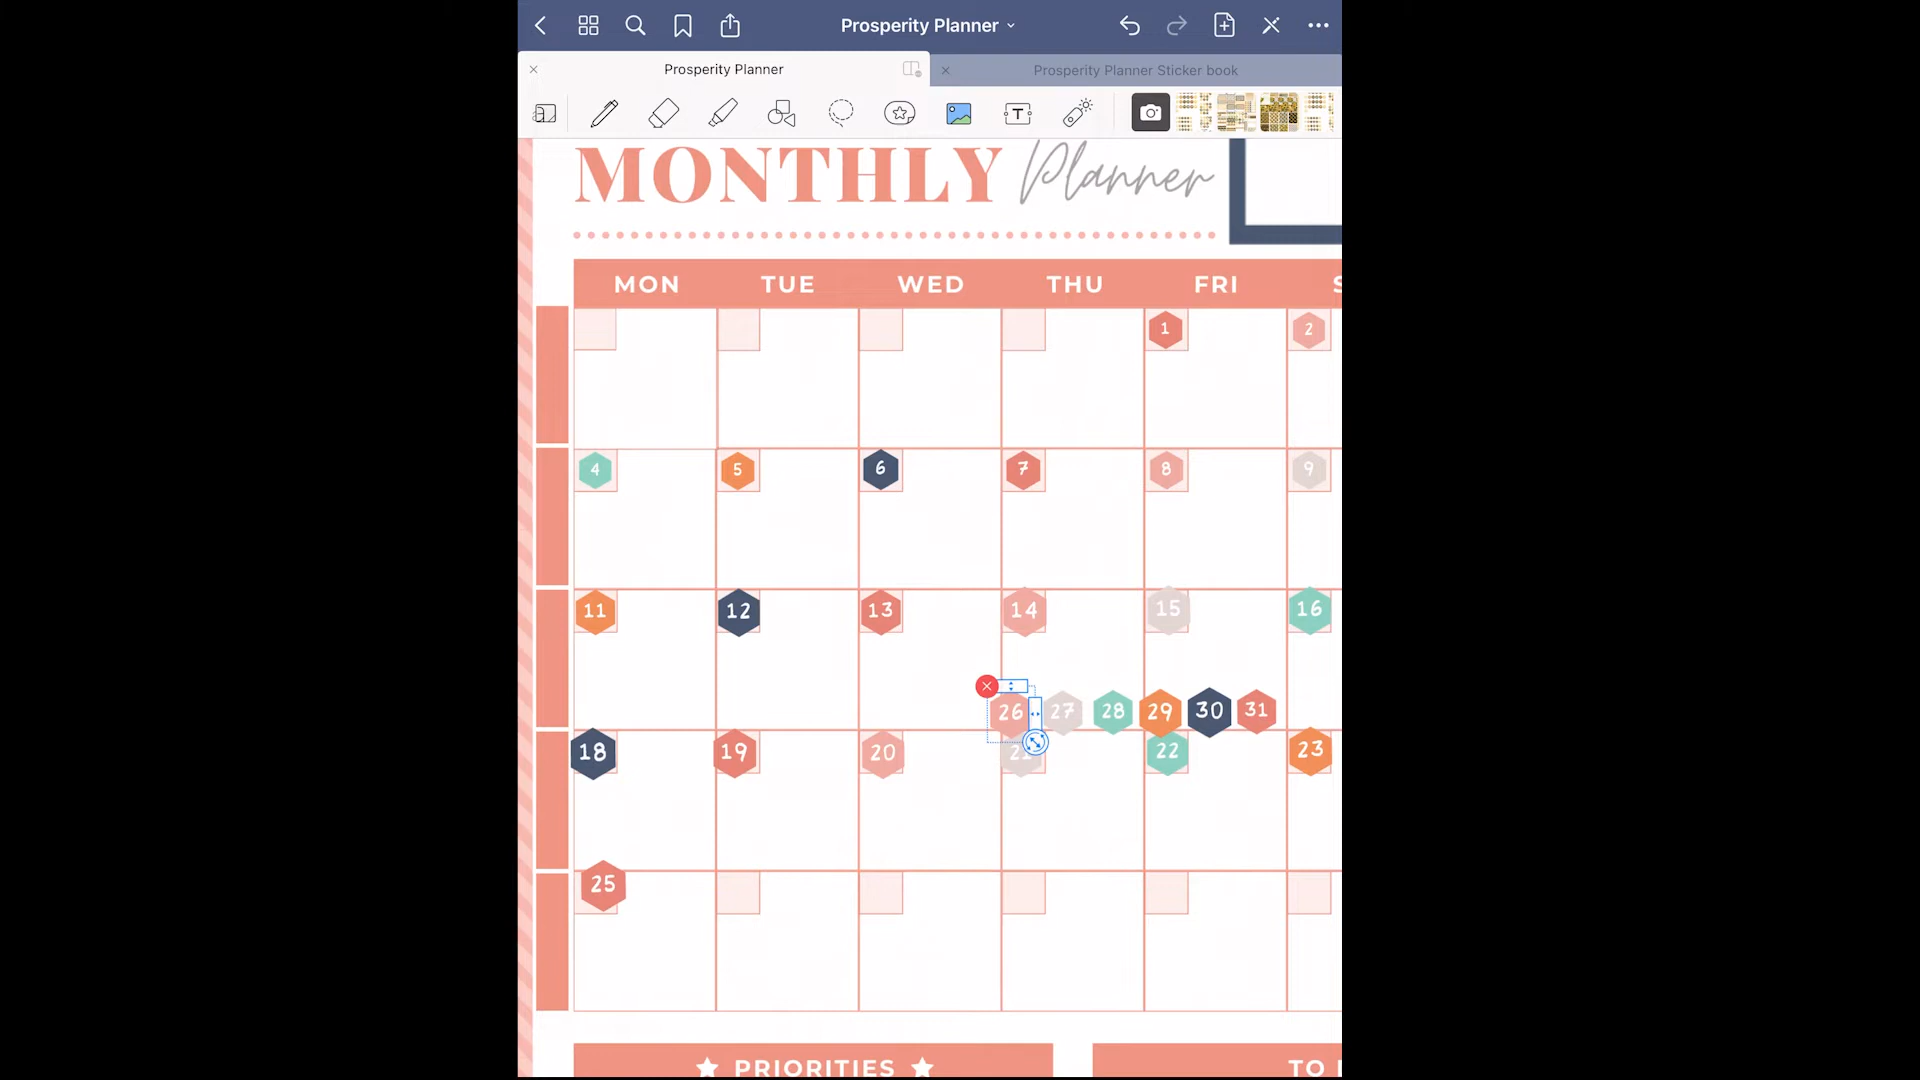 Prosperity Planner
Prosperity Planner
Prosperity Planner Sticker book
MONTHLY Planner
MON TUE WED THU FRI S
1 2
4 5 6 7 8 9
11 12 13 14 15 16
26 27 28 29 30 31
18 19 20 21 22 23
25
PRIORITIES TO